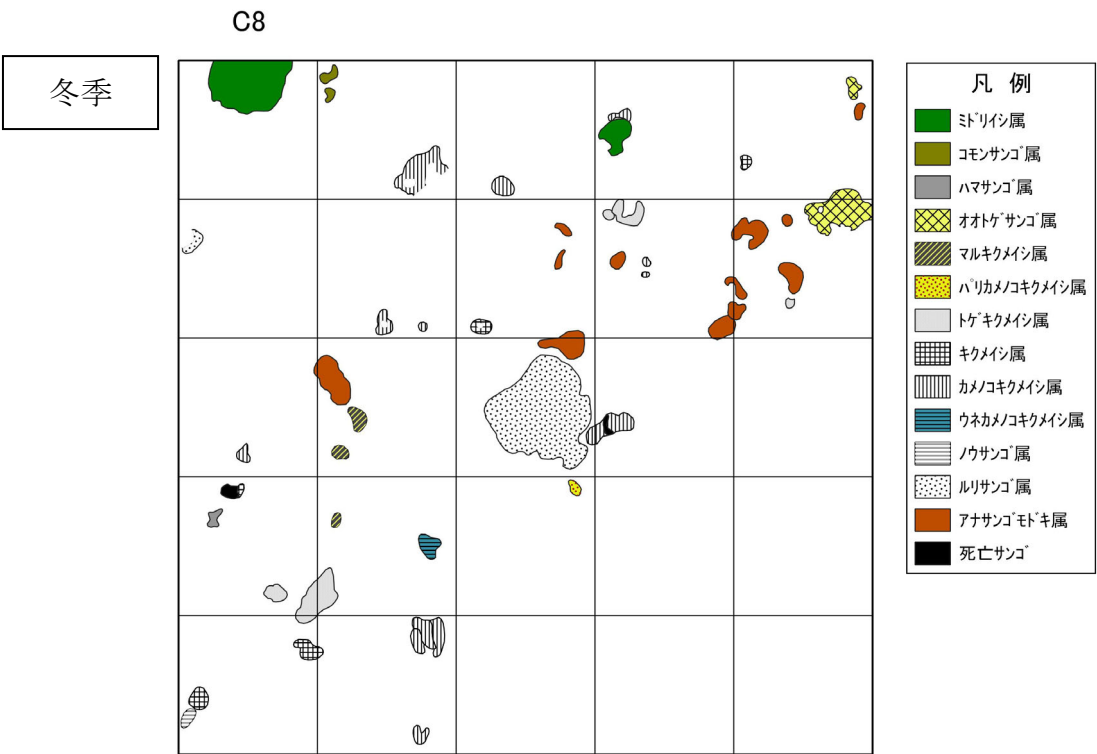 C8
冬季
凡 例
ミドリイシ属
コモンサンゴ属
ハマサンゴ属
オオトゲサンゴ属
マルキクメイシ属
パリカメノコキクメイシ属
トゲキクメイシ属
キクメイシ属
カメノコキクメイシ属
ウネカメノコキクメイシ属
ノウサンゴ属
ルリサンゴ属
アナサンゴモドキ属
死亡サンゴ